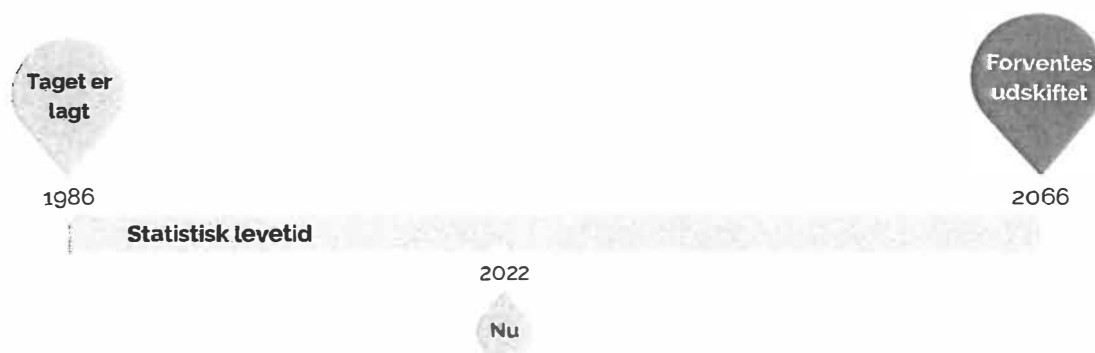 Taget er
lagt
Forventes
udskiftet
1986
2066
Statistisk levetid
2022
Nu